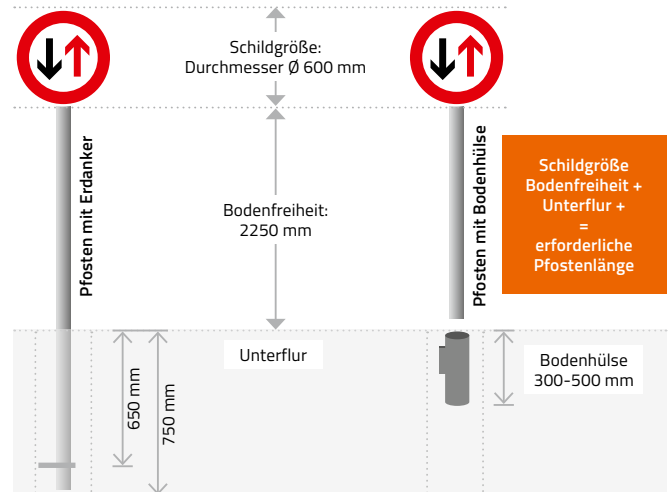 Schildgröße:
Durchmesser Ø 600 mm
Pfosten mit Erdanker
Bodenfreiheit:
2250 mm
Pfosten mit Bodenhülse
Schildgröße
Bodenfreiheit +
Unterflur +
=
erforderliche
Pfostenlänge
Unterflur
650 mm
750 mm
Bodenhülse
300-500 mm